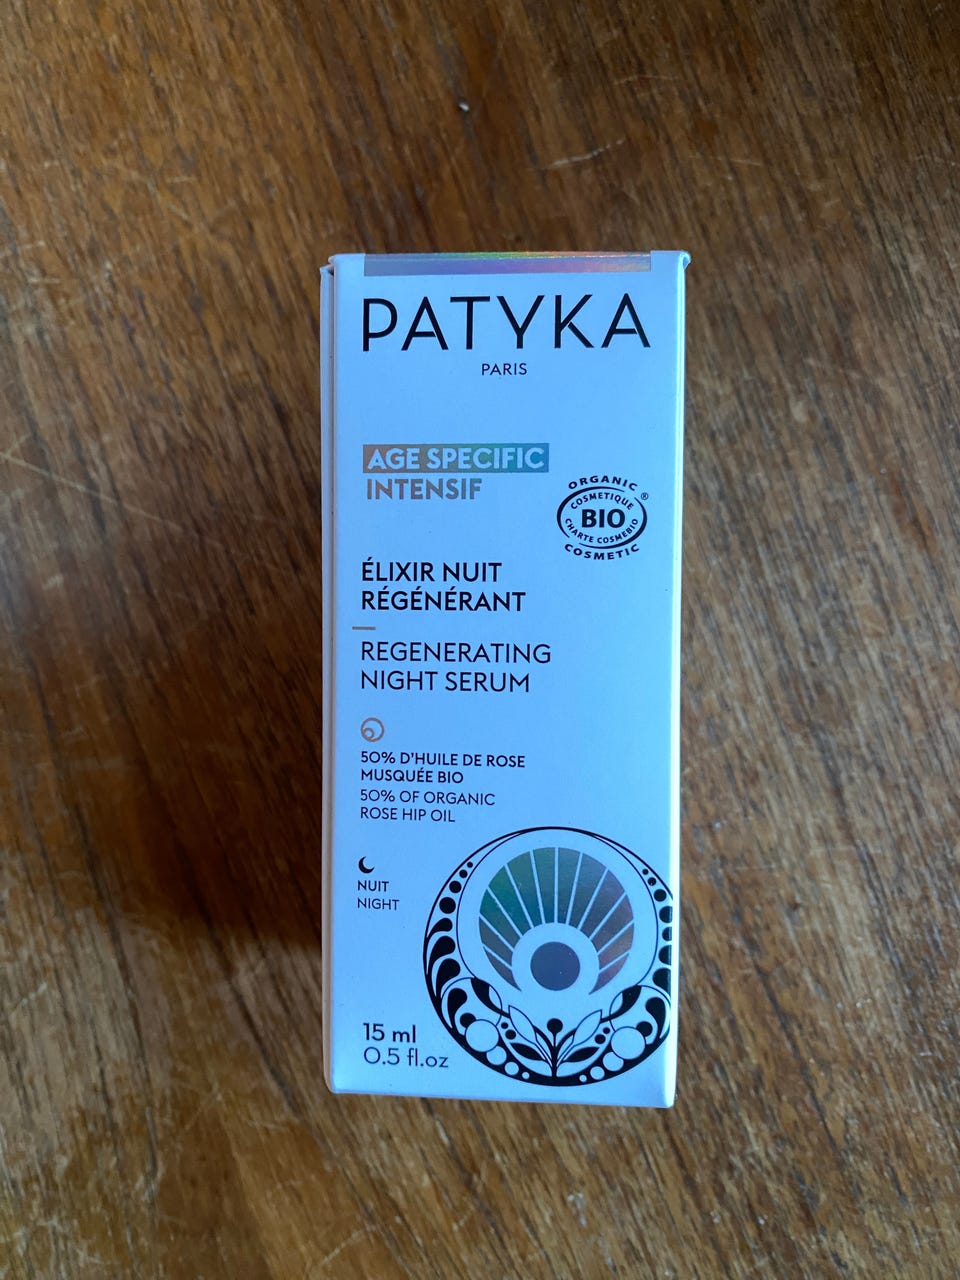 PATYKA
PARIS
AGE SPECIFIC
INTENSIF
ORGANIC ®
COSMETIQUE
BIO
CHARTE COSMEBIO
COSMETIC
ÉLIXIR NUIT
RÉGÉNÉRANT
REGENERATING
NIGHT SERUM
50% D'HUILE DE ROSE
MUSQUÉE BIO
50% OF ORGANIC
ROSE HIP OIL
NUIT
NIGHT
15 ml
0.5 fl.oz